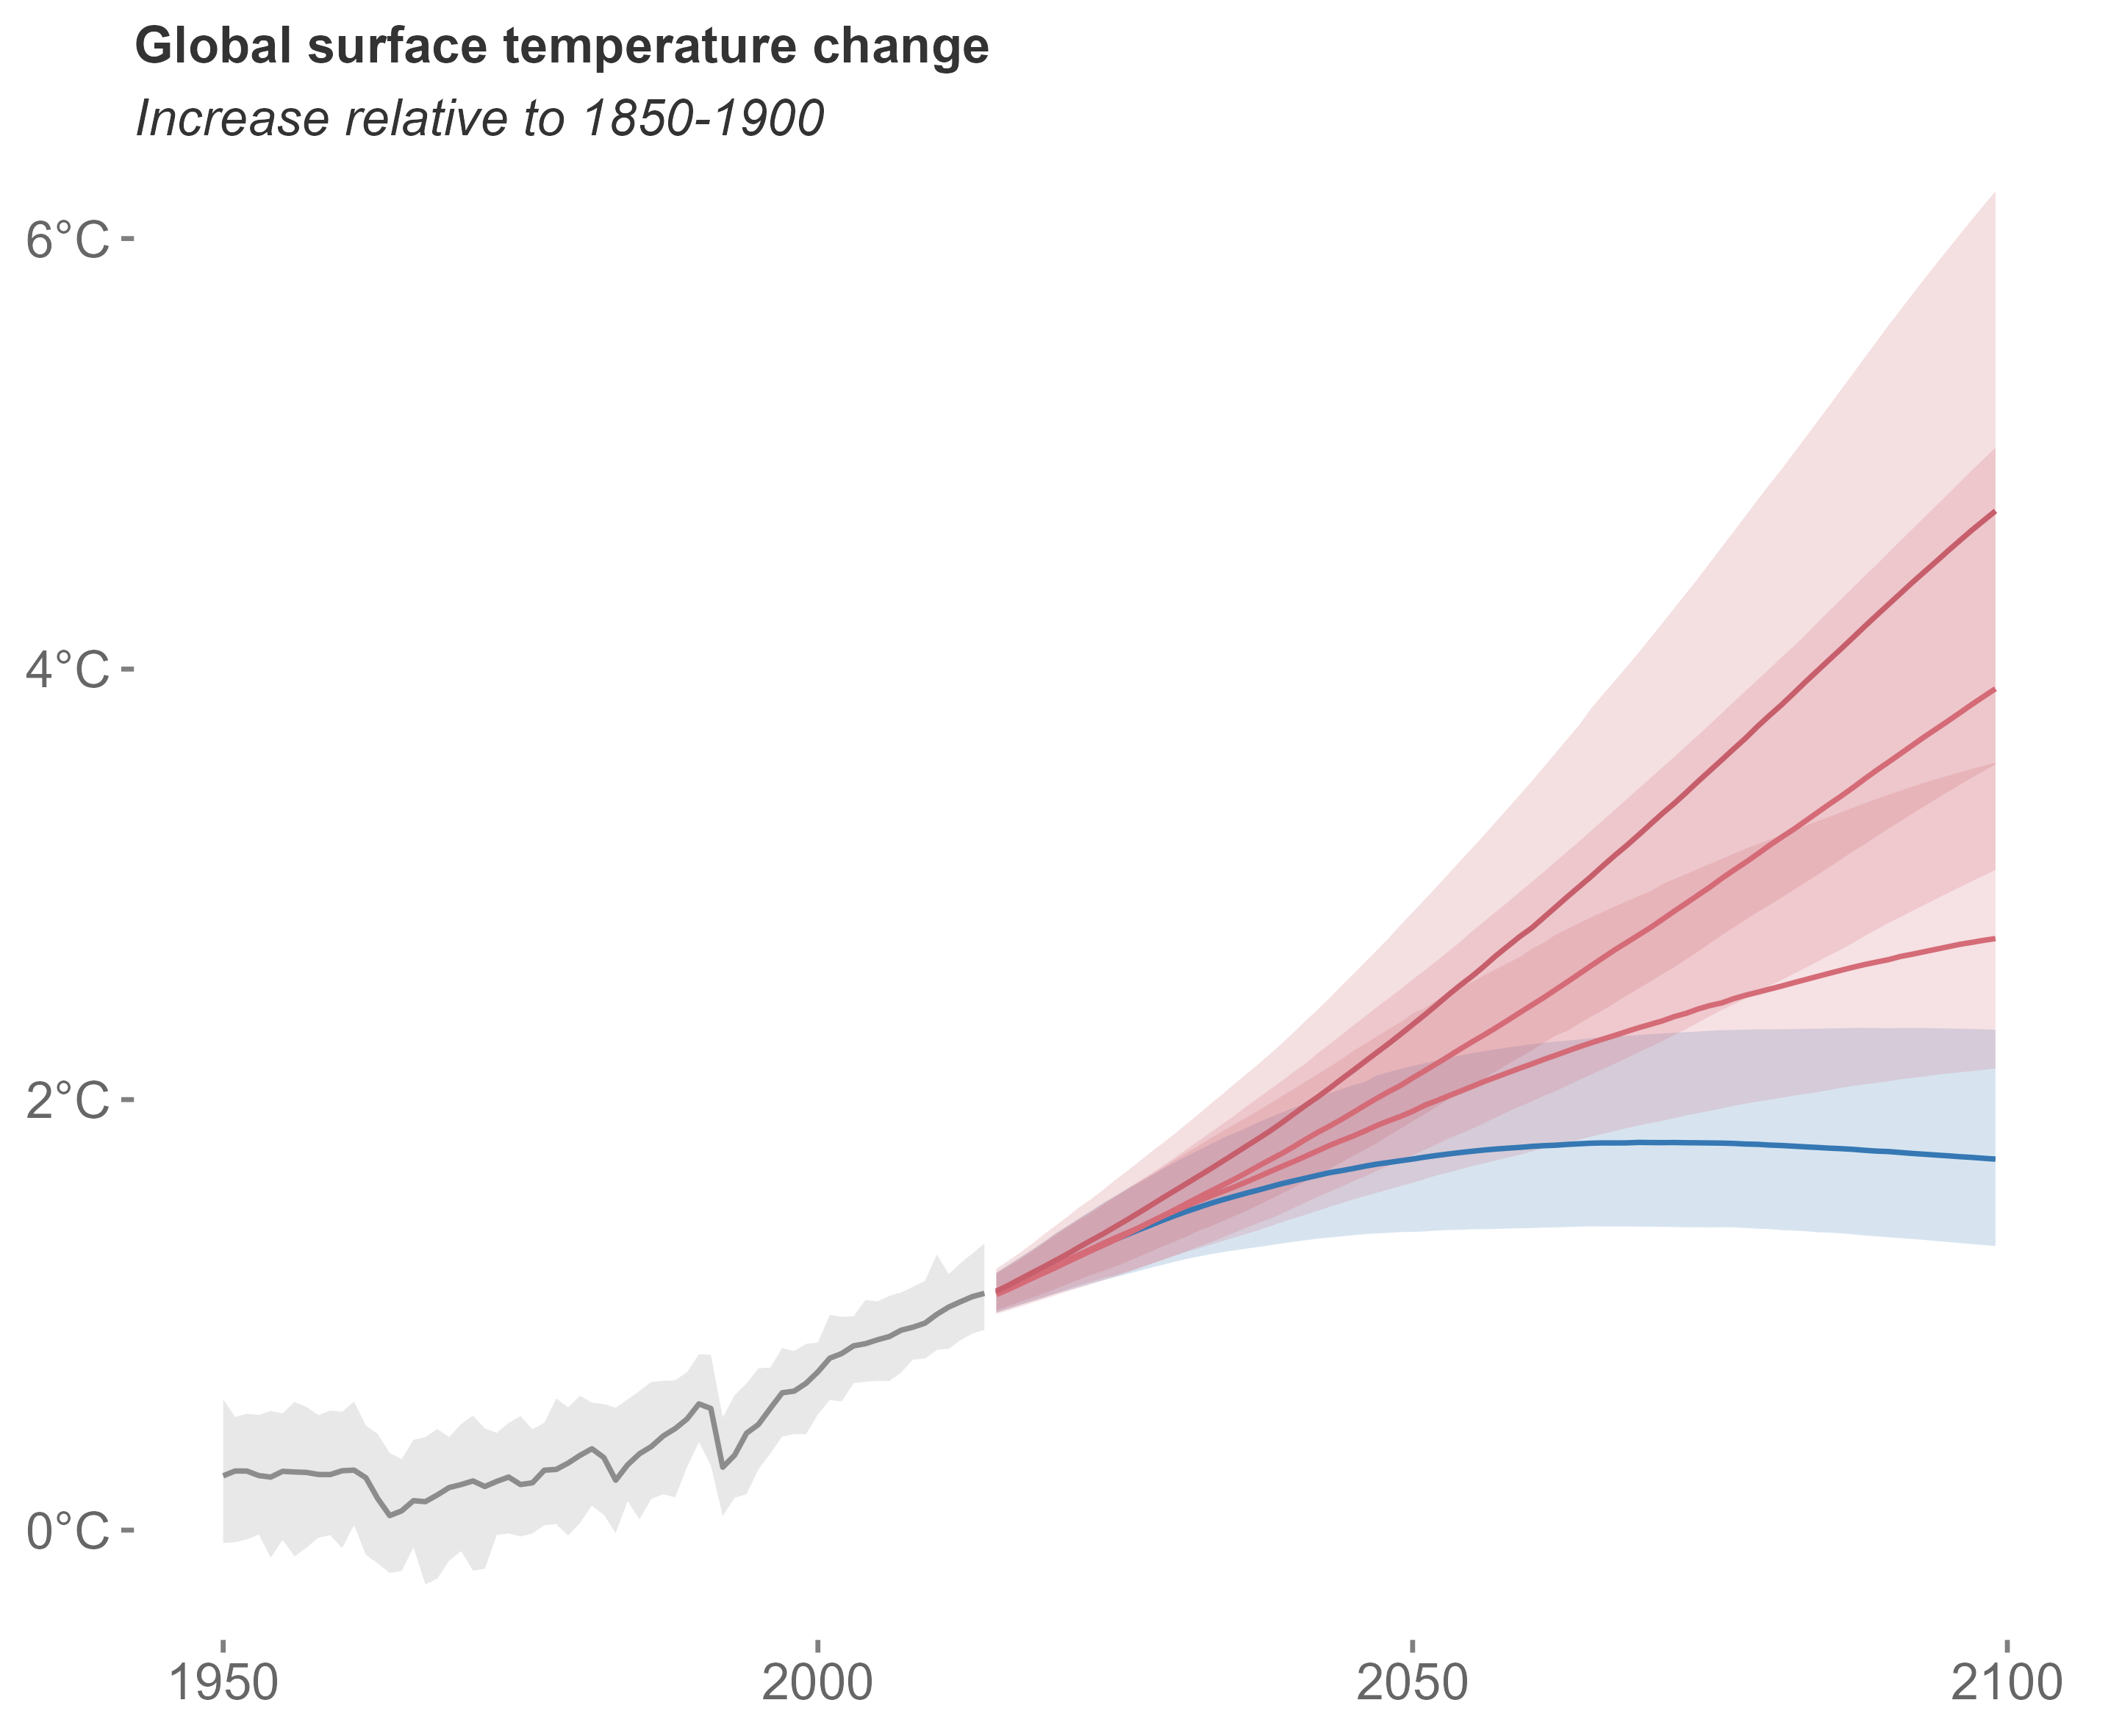 Global surface temperature change
Increase relative to 1850-1900
6°C
4°C
2°C
0°C
1950 2000 2050 2100